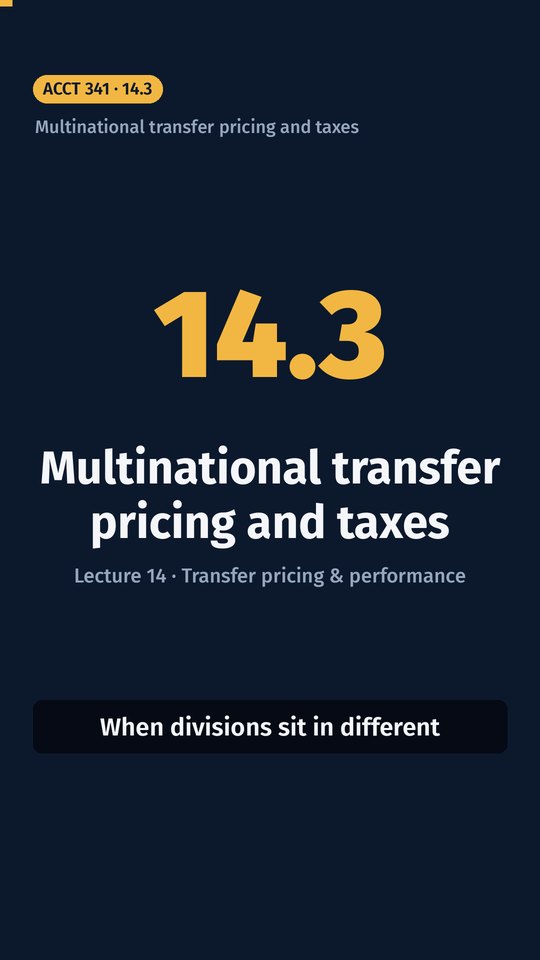 ACCT 341 · 14.3
Multinational transfer pricing and taxes
14.3
Multinational transfer
pricing and taxes
Lecture 14 · Transfer pricing & performance
When divisions sit in different